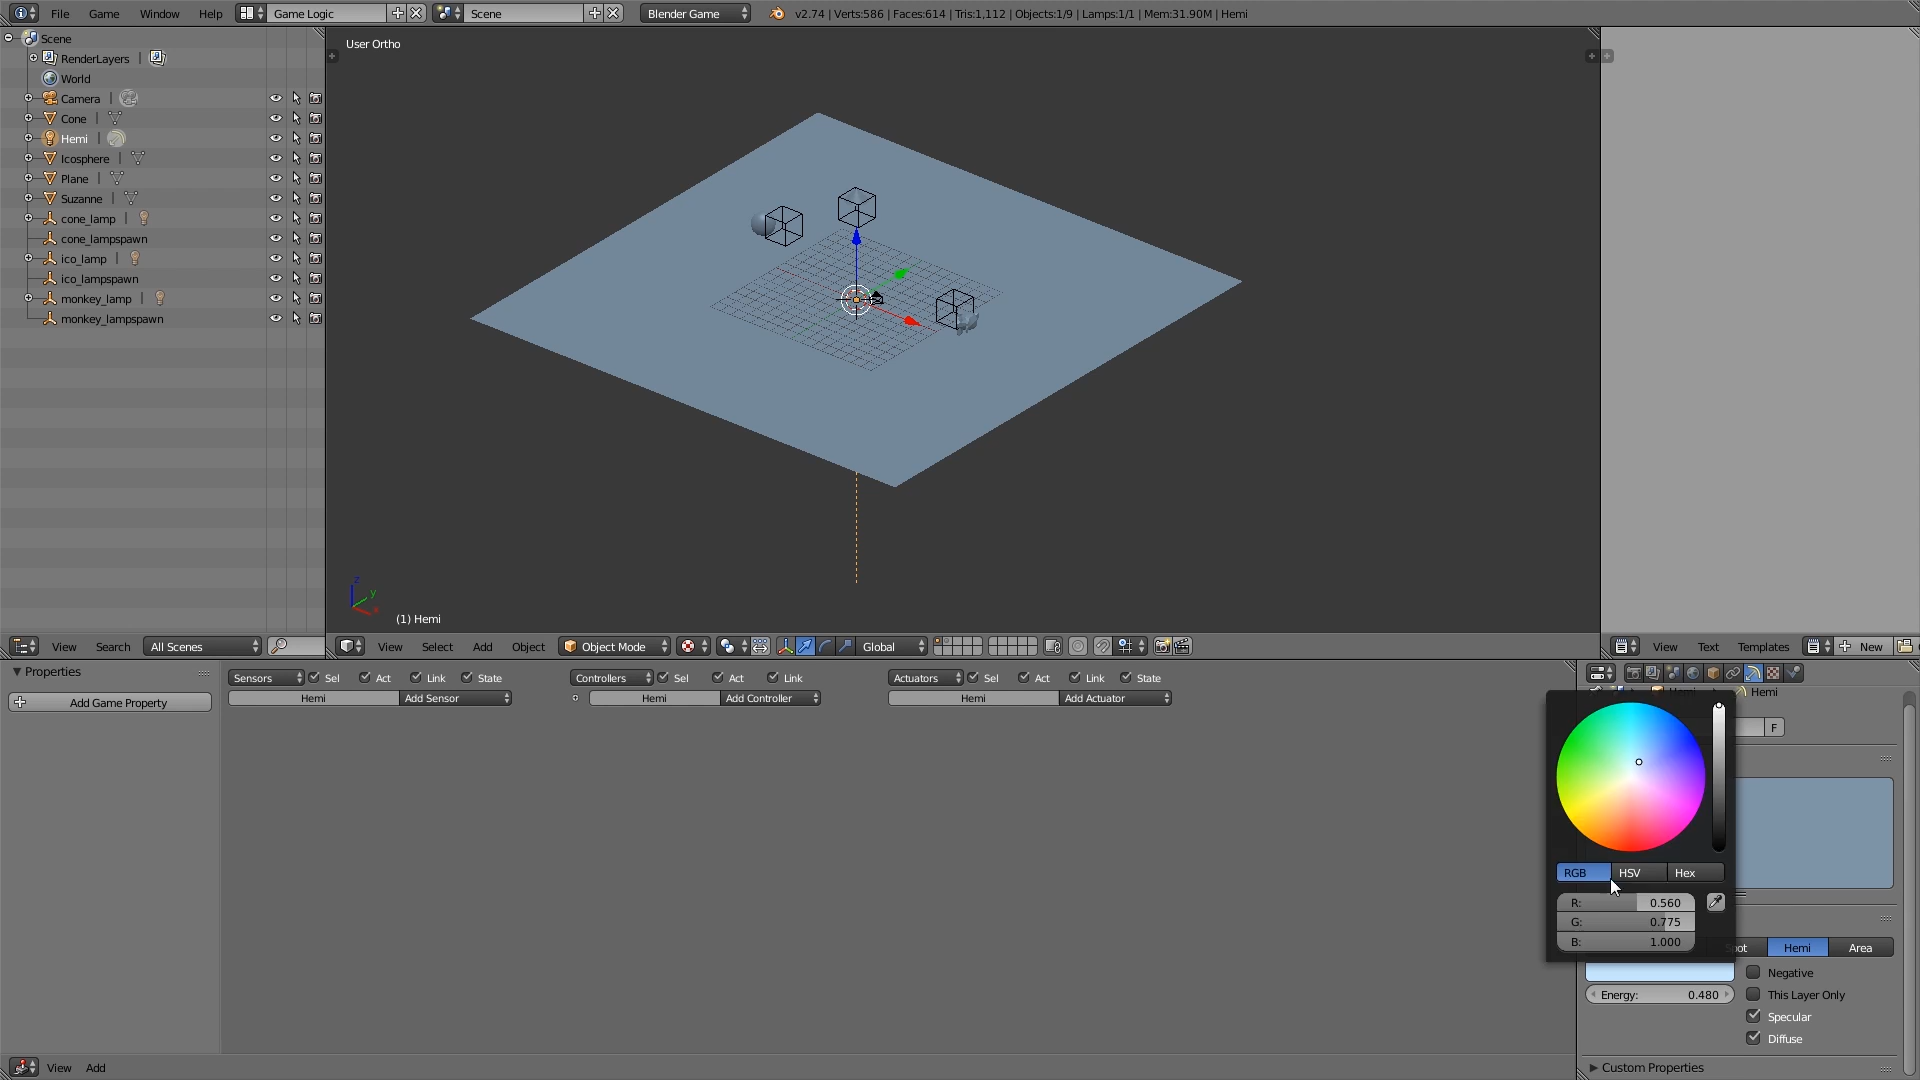 File Game Window Help Game Logic Scene Blender Game v2.74 | Verts:586 | Faces:614 | Tris:1,112 | Objects:1/9 | Lamps:1/1 | Mem:31.90M | Hemi
Scene
RenderLayers
World
Camera
Cone
Hemi
Icosphere
Plane
Suzanne
cone_lamp
cone_lampspawn
ico_lamp
ico_lampspawn
monkey_lamp
monkey_lampspawn
View Search All Scenes
User Ortho
z
y
x
(1) Hemi
View Select Add Object Object Mode Global
View Text Templates New
Properties
Add Game Property
Sensors Sel Act Link State Controllers Sel Act Link Actuators Sel Act Link State
Hemi Add Sensor Hemi Add Controller Hemi Add Actuator
Hemi
F
RGB HSV Hex
R: 0.560
G: 0.775
B: 1.000
Hemi Area
Negative
Energy: 0.480 This Layer Only
Specular
Diffuse
Custom Properties
View Add